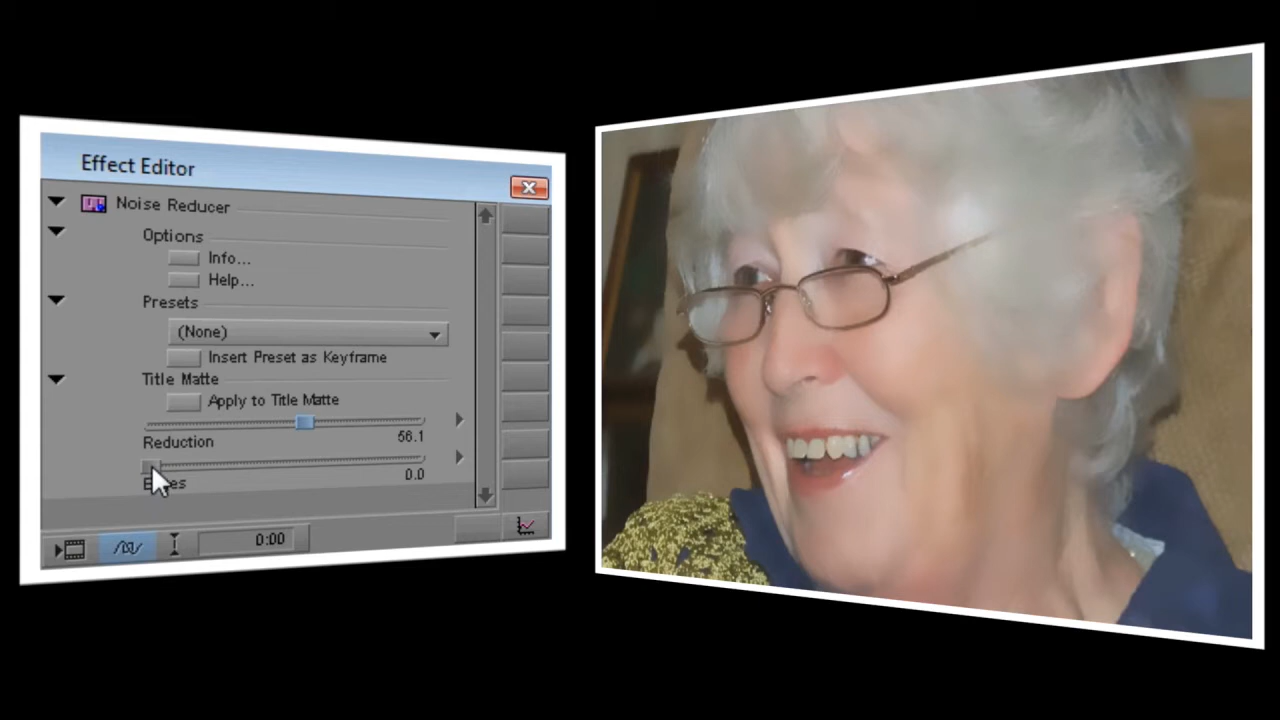 Effect Editor
Noise Reducer
Options
Info...
Help...
Presets
(None)
Insert Preset as Keyframe
Title Matte
Apply to Title Matte
Reduction 56.1
0.0
0:00